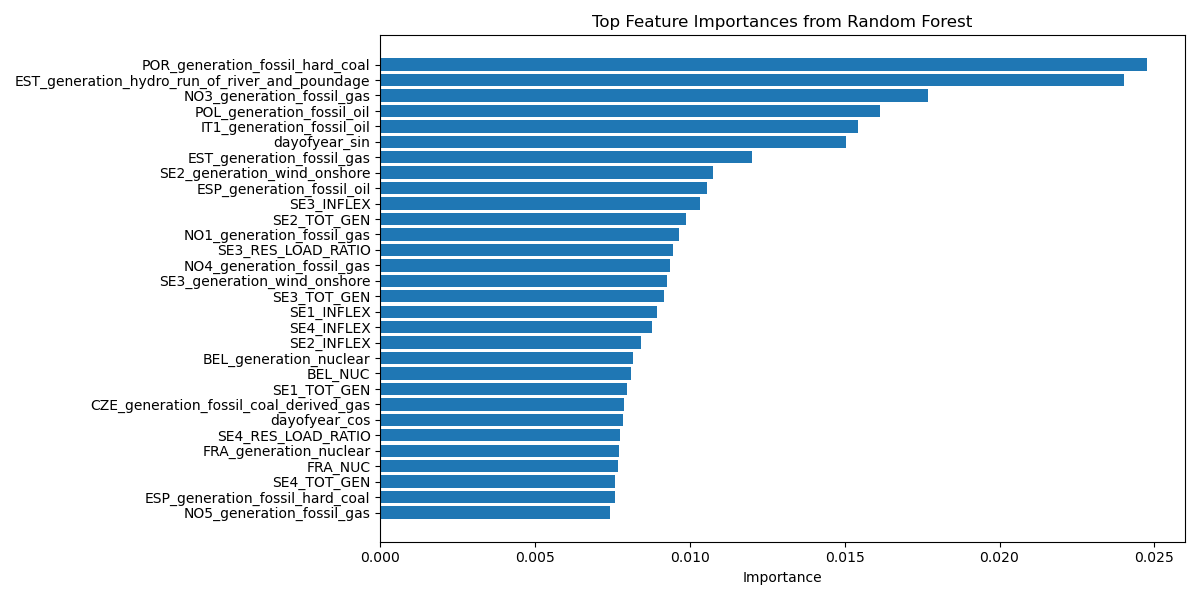 Top Feature Importances from Random Forest
POR_generation_fossil_hard_coal
EST_generation_hydro_run_of_river_and_poundage
NO3_generation_fossil_gas
POL_generation_fossil_oil
IT1_generation_fossil_oil
dayofyear_sin
EST_generation_fossil_gas
SE2_generation_wind_onshore
ESP_generation_fossil_oil
SE3_INFLEX
SE2_TOT_GEN
NO1_generation_fossil_gas
SE3_RES_LOAD_RATIO
NO4_generation_fossil_gas
SE3_generation_wind_onshore
SE3_TOT_GEN
SE1_INFLEX
SE4_INFLEX
SE2_INFLEX
BEL_generation_nuclear
BEL_NUC
SE1_TOT_GEN
CZE_generation_fossil_coal_derived_gas
dayofyear_cos
SE4_RES_LOAD_RATIO
FRA_generation_nuclear
FRA_NUC
SE4_TOT_GEN
ESP_generation_fossil_hard_coal
NO5_generation_fossil_gas
0.000 0.005 0.010 0.015 0.020 0.025
Importance